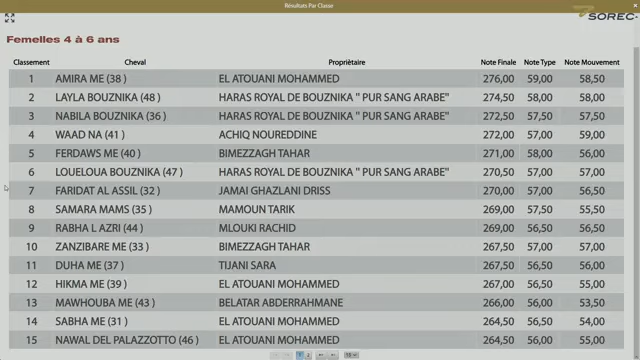 Résultats Par Classe
SOREC
Femelles 4 à 6 ans
Classement Cheval Propriètaire Note Finale Note Type Note Mouvement
1 AMIRA ME (38 ) EL ATOUANI MOHAMMED 276,00 59,00 58,50
2 LAYLA BOUZNIKA (48 ) HARAS ROYAL DE BOUZNIKA " PUR SANG ARABE" 274,50 58,00 58,00
3 NABILA BOUZNIKA (36 ) HARAS ROYAL DE BOUZNIKA " PUR SANG ARABE" 272,50 57,50 57,50
4 WAAD NA (41 ) ACHIQ NOUREDDINE 272,00 57,00 59,00
5 FERDAWS ME (40 ) BIMEZZAGH TAHAR 271,00 58,00 56,00
6 LOUELOUA BOUZNIKA (47 ) HARAS ROYAL DE BOUZNIKA " PUR SANG ARABE" 270,50 57,00 57,00
7 FARIDAT AL ASSIL (32 ) JAMAI GHAZLANI DRISS 270,00 57,00 56,50
8 SAMARA MAMS (35 ) MAMOUN TARIK 269,00 57,50 55,50
9 RABHA L AZRI (44 ) MLOUKI RACHID 269,00 56,50 56,50
10 ZANZIBARE ME (33 ) BIMEZZAGH TAHAR 267,50 57,00 57,00
11 DUHA ME (37 ) TIJANI SARA 267,50 56,50 56,00
12 HIKMA ME (39 ) EL ATOUANI MOHAMMED 267,00 56,50 55,00
13 MAWHOUBA ME (43 ) BELATAR ABDERRAHMANE 266,00 56,00 53,50
14 SABHA ME (31 ) EL ATOUANI MOHAMMED 264,50 56,50 54,00
15 NAWAL DEL PALAZZOTTO (46 ) EL ATOUANI MOHAMMED 264,50 56,00 55,00
1 2